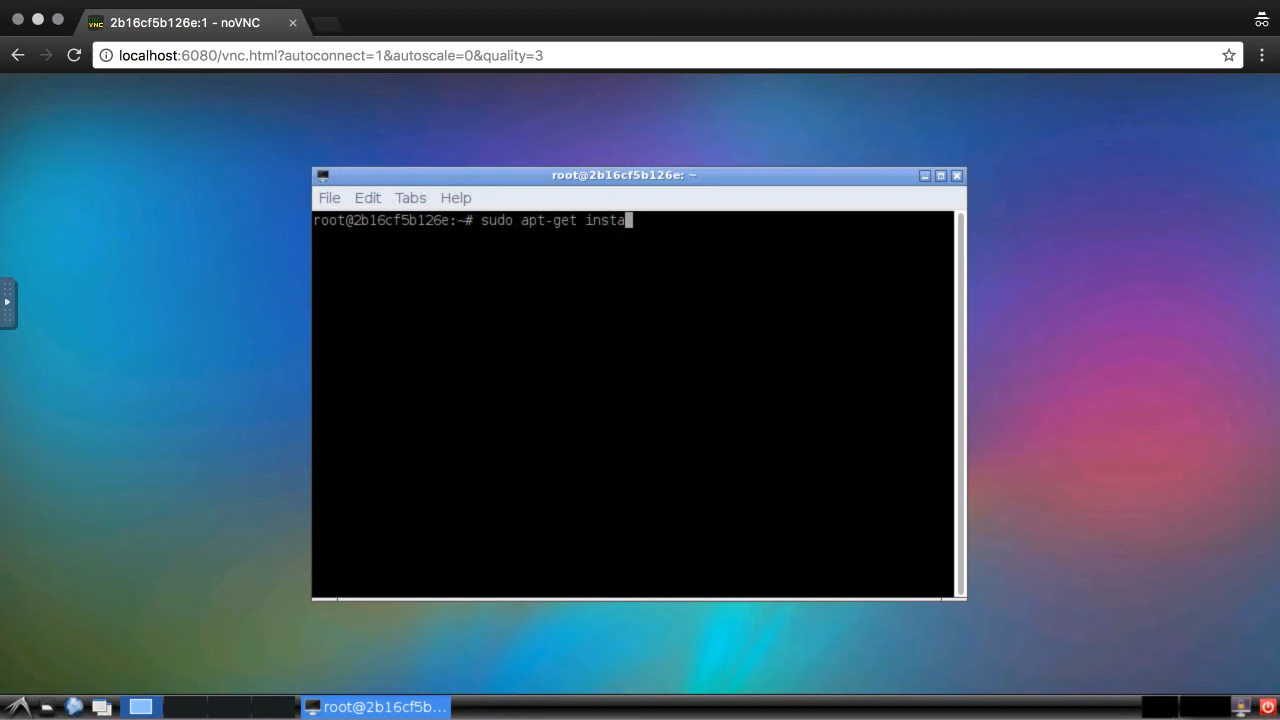 2b16cf5b126e:1 - noVNC
localhost:6080/vnc.html?autoconnect=1&autoscale=0&quality=3
root@2b16cf5b126e: ~
File Edit Tabs Help
root@2b16cf5b126e:~# sudo apt-get insta
root@2b16cf5b...